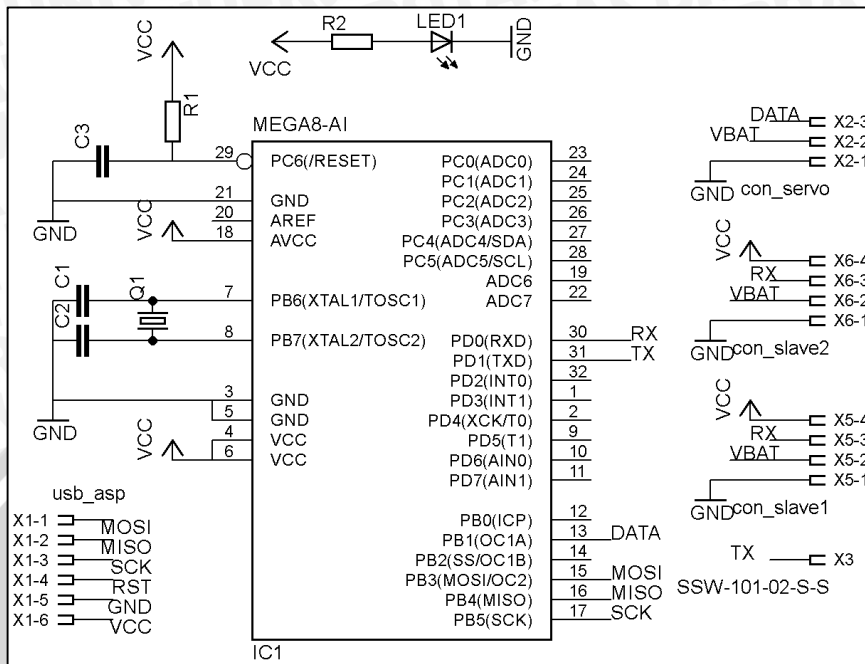 VCC
R2
LED1
GND
VCC
R1
C3
MEGA8-AI
29
PC6(/RESET)
21
GND
20
AREF
18
AVCC
GND
VCC
C1
C2
Q1
7
PB6(XTAL1/TOSC1)
8
PB7(XTAL2/TOSC2)
3
GND
5
GND
4
VCC
6
VCC
GND
VCC
PC0(ADC0)
23
PC1(ADC1)
24
PC2(ADC2)
25
PC3(ADC3)
26
PC4(ADC4/SDA)
27
PC5(ADC5/SCL)
28
ADC6
19
ADC7
22
PD0(RXD)
30
RX
PD1(TXD)
31
TX
PD2(INT0)
32
PD3(INT1)
1
PD4(XCK/T0)
2
PD5(T1)
9
PD6(AIN0)
10
PD7(AIN1)
11
PB0(ICP)
12
PB1(OC1A)
13
DATA
PB2(SS/OC1B)
14
PB3(MOSI/OC2)
15
MOSI
PB4(MISO)
16
MISO
PB5(SCK)
17
SCK
IC1
usb_asp
X1-1
MOSI
X1-2
MISO
X1-3
SCK
X1-4
RST
X1-5
GND
X1-6
VCC
DATA
X2-3
VBAT
X2-2
X2-1
GND
con_servo
VCC
X6-4
RX
X6-3
VBAT
X6-2
X6-1
GND
con_slave2
VCC
X5-4
RX
X5-3
VBAT
X5-2
X5-1
GND
con_slave1
TX
X3
SSW-101-02-S-S